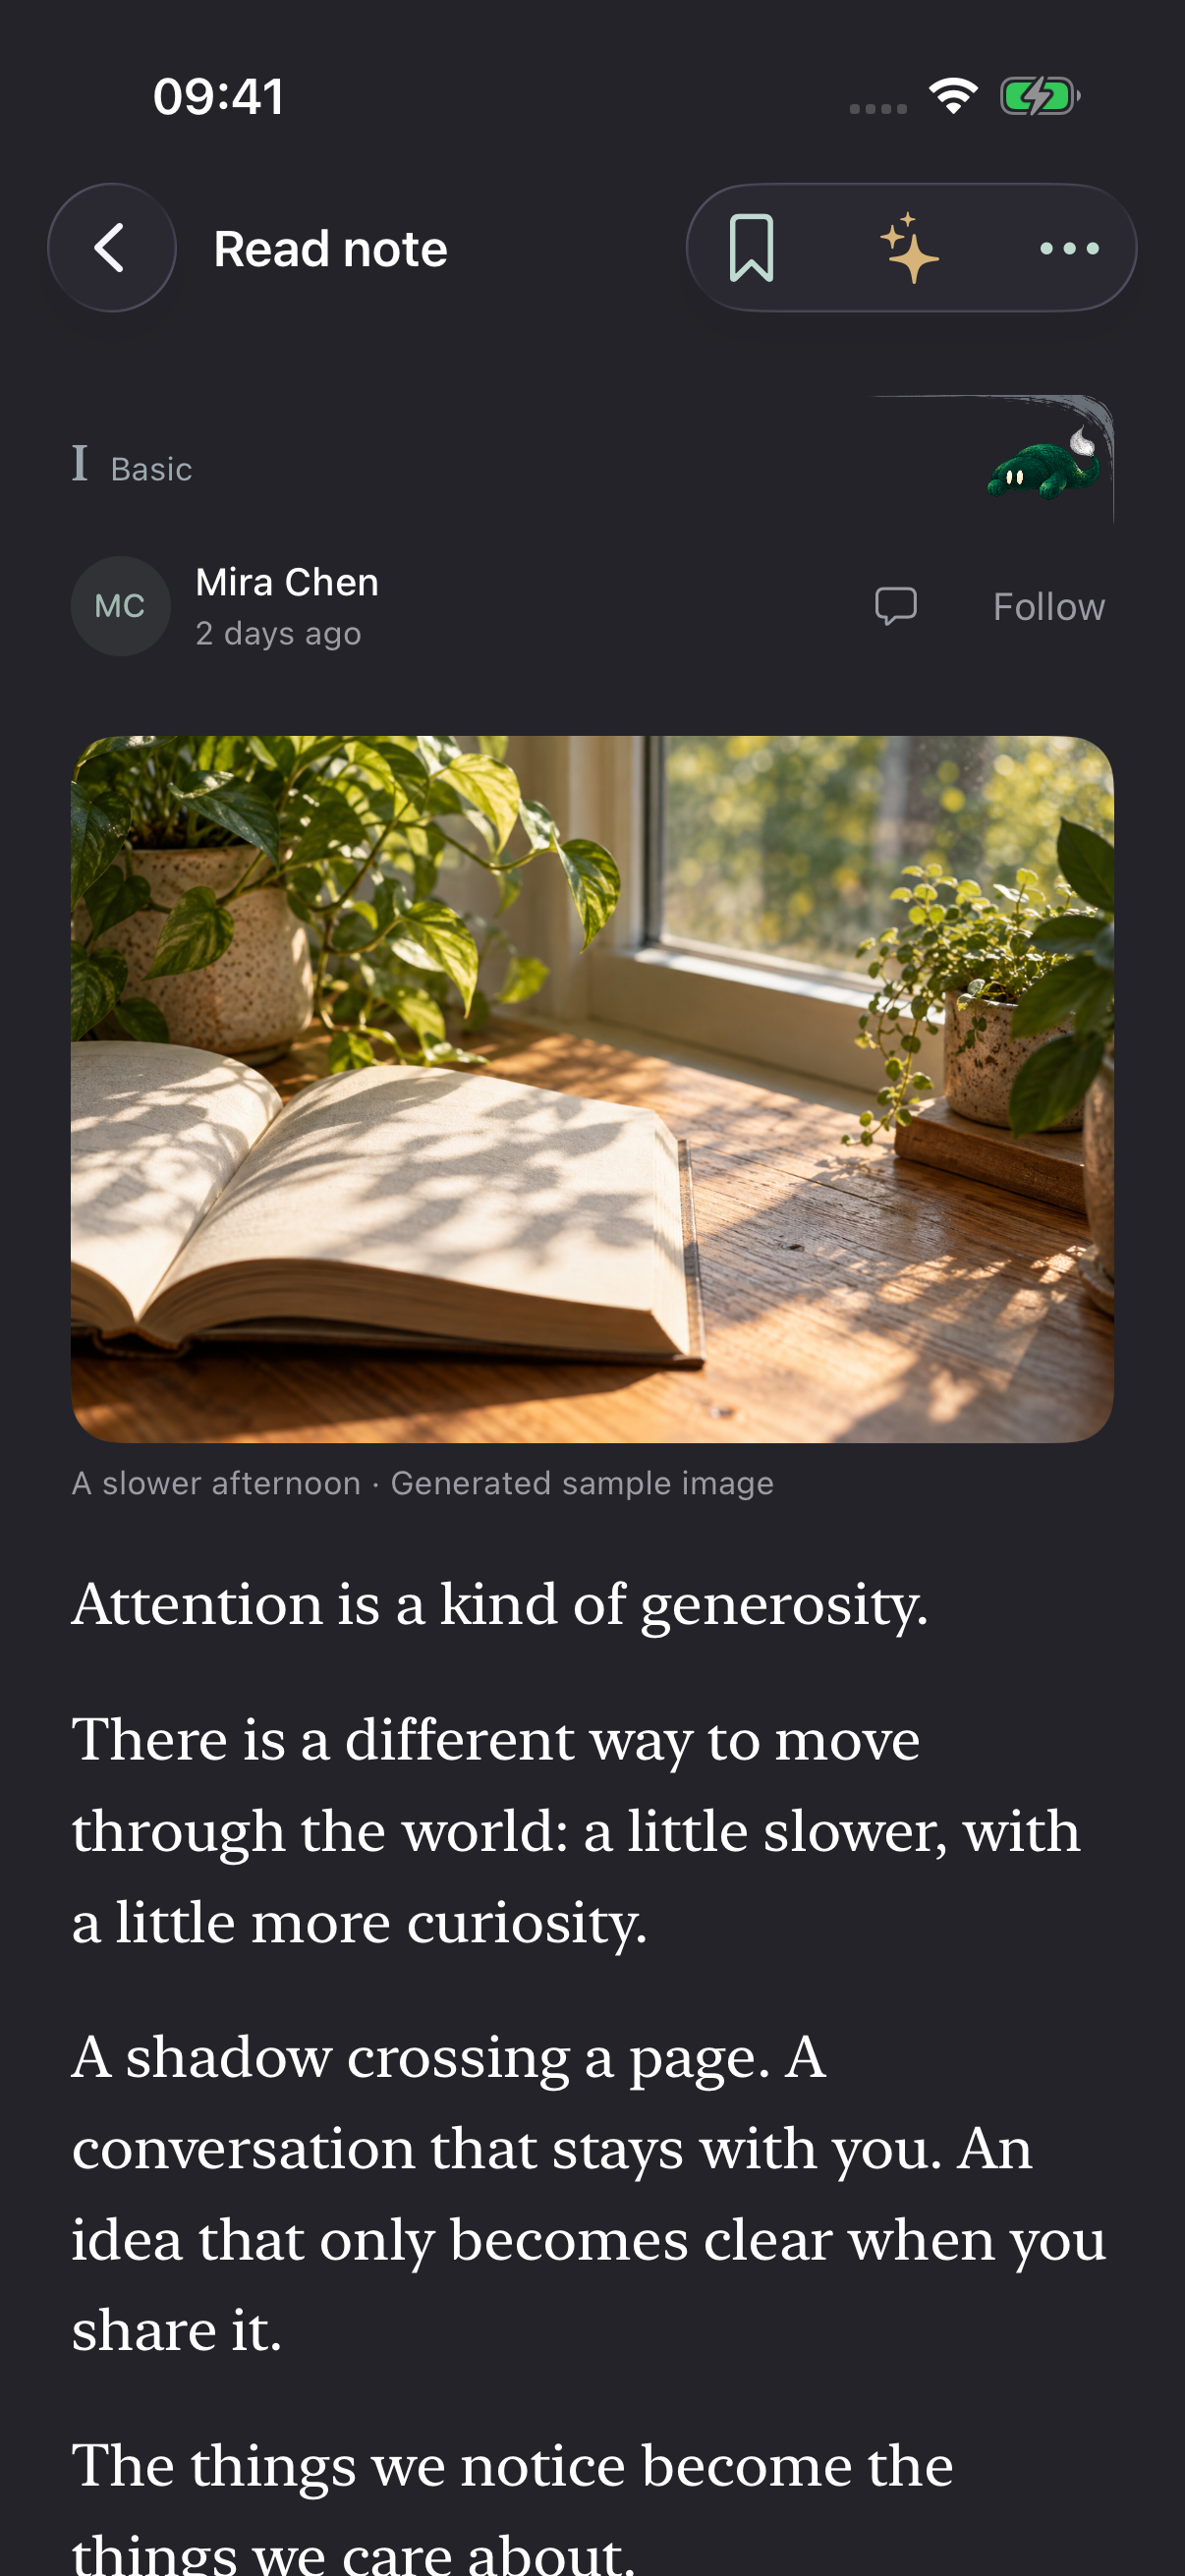 09:41
Read note
I Basic
MC
Mira Chen
2 days ago
Follow
A slower afternoon · Generated sample image
Attention is a kind of generosity.
There is a different way to move
through the world: a little slower, with
a little more curiosity.
A shadow crossing a page. A
conversation that stays with you. An
idea that only becomes clear when you
share it.
The things we notice become the
things we care about.